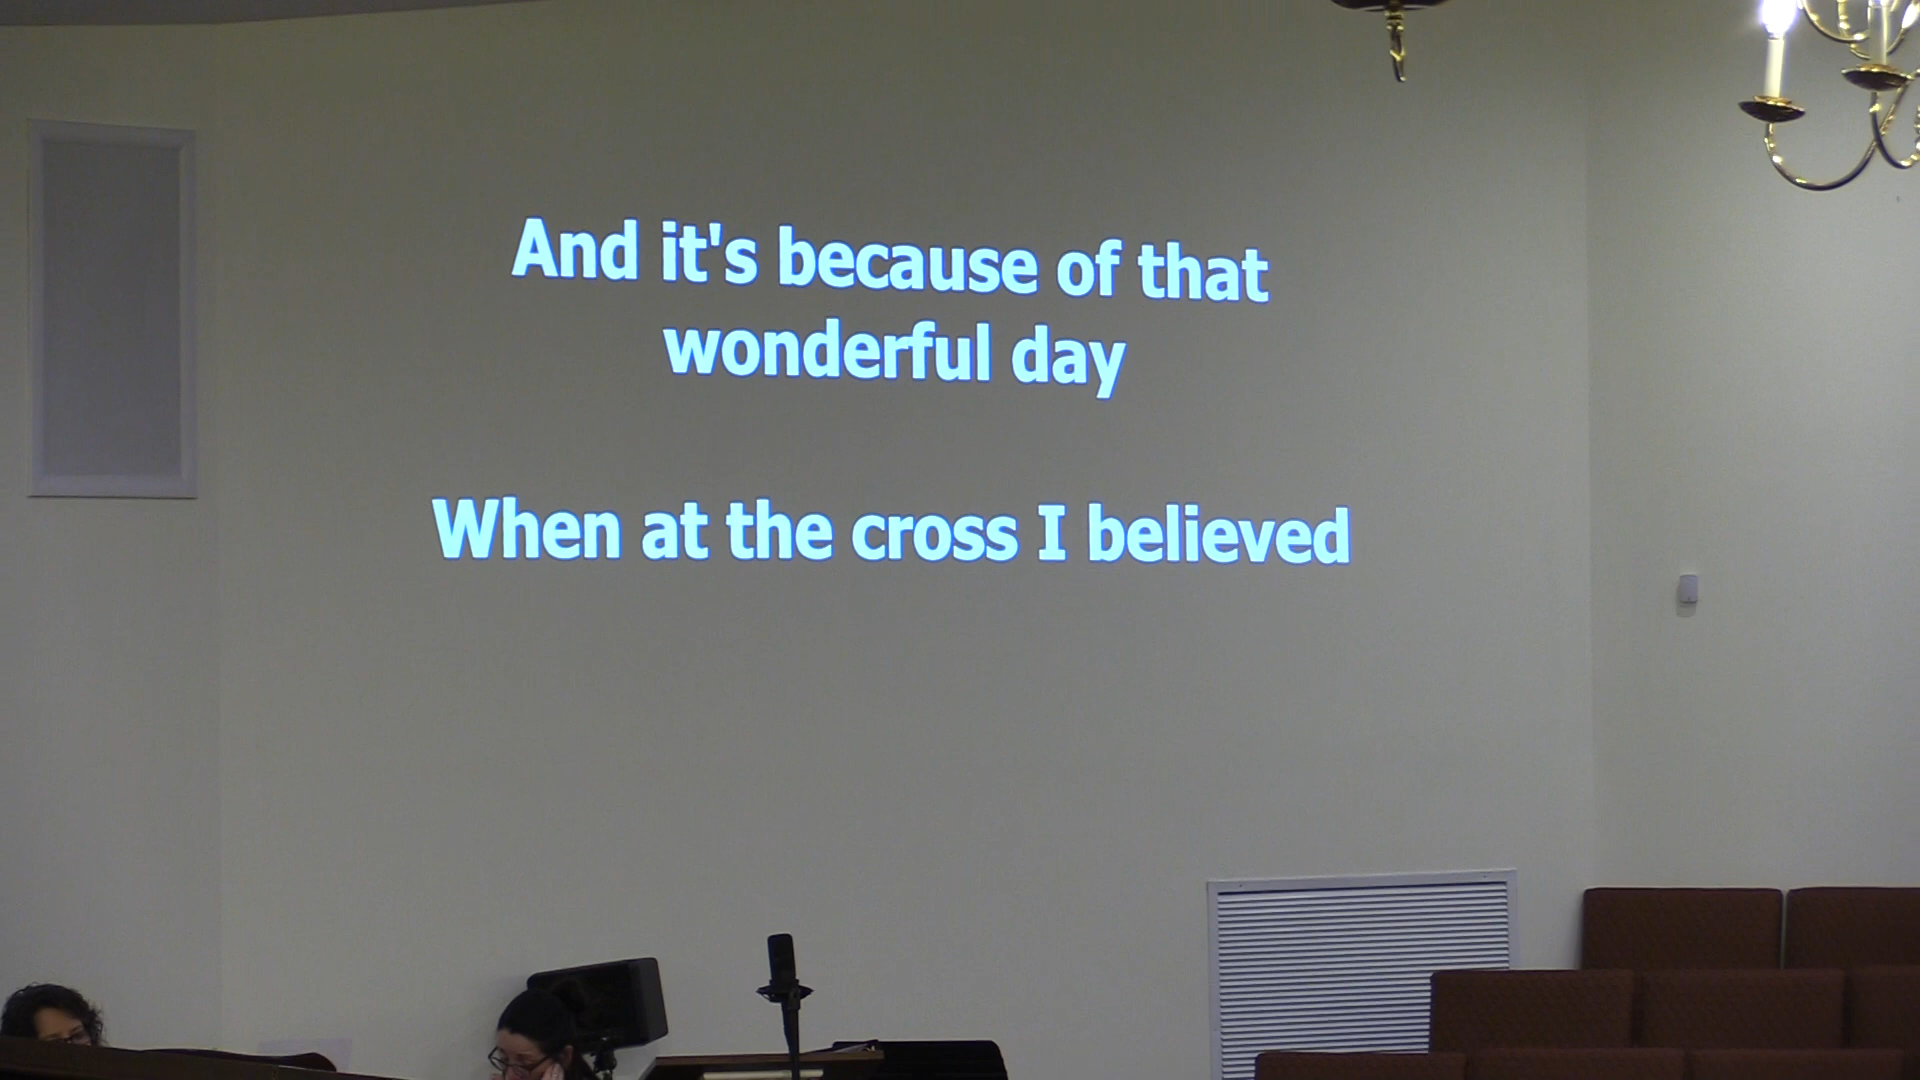 And it's because of that
wonderful day
When at the cross I believed